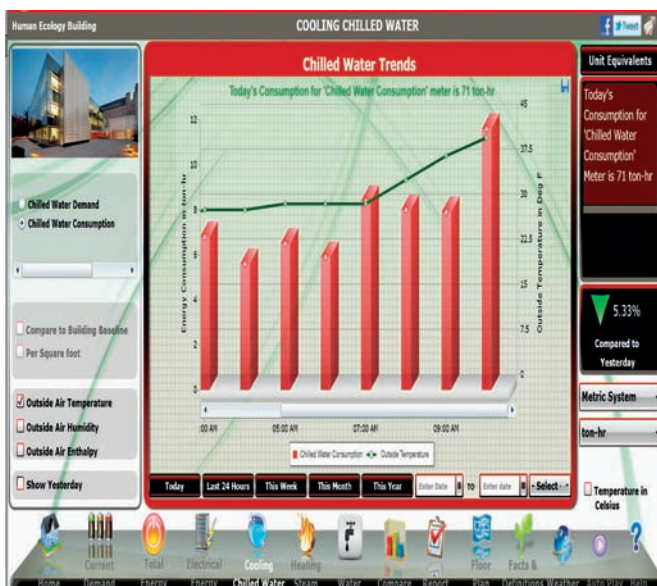 Human Ecology Building
COOLING CHILLED WATER
f
Tweet
Chilled Water Trends
Today's Consumption for 'Chilled Water Consumption' meter is 71 ton-hr
Chilled Water Demand
Chilled Water Consumption
Compare to Building Baseline
Per Square foot
Outside Air Temperature
Outside Air Humidity
Outside Air Enthalpy
Show Yesterday
Energy Consumption in ton-hr
12
10
8
6
4
2
0
45
37.5
30
22.5
15
7.5
0
Outside Temperature in Deg F
:00 AM 05:00 AM 07:00 AM 09:00 AM
Chilled Water Consumption Outside Temperature
Today Last 24 Hours This Week This Month This Year Enter Date TO Enter date - Select -
Unit Equivalents
Today's
Consumption for
'Chilled Water
Consumption'
Meter is 71 ton-hr
5.33%
Compared to
Yesterday
Metric System
ton-hr
Temperature in
Celsius
Current Total Electrical Cooling Heating Floor Facts &
Home Demand Energy Energy Chilled Water Steam Water Compare Report Plan Definitions Weather Auto Play Help